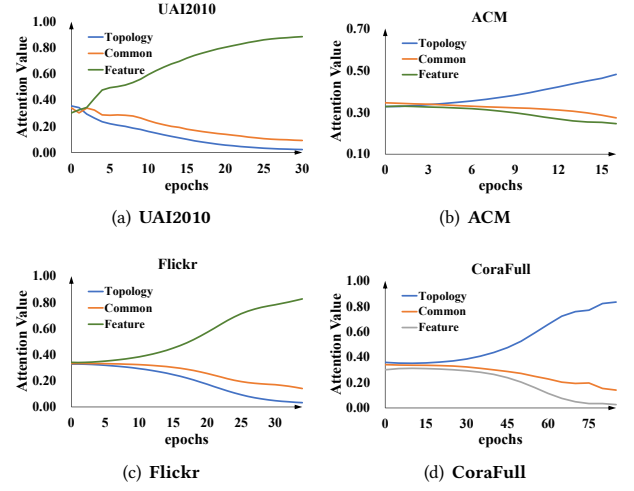 UAI2010
Attention Value
1.00
0.80
0.60
0.40
0.20
0.00
Topology
Common
Feature
0 5 10 15 20 25 30
epochs
(a) UAI2010
ACM
Attention Value
0.70
0.50
0.30
0.10
Topology
Common
Feature
0 3 6 9 12 15
epochs
(b) ACM
Flickr
Attention Value
1.00
0.80
0.60
0.40
0.20
0.00
Topology
Common
Feature
0 5 10 15 20 25 30
epochs
(c) Flickr
CoraFull
Attention Value
1.00
0.80
0.60
0.40
0.20
0.00
Topology
Common
Feature
0 15 30 45 60 75
epochs
(d) CoraFull